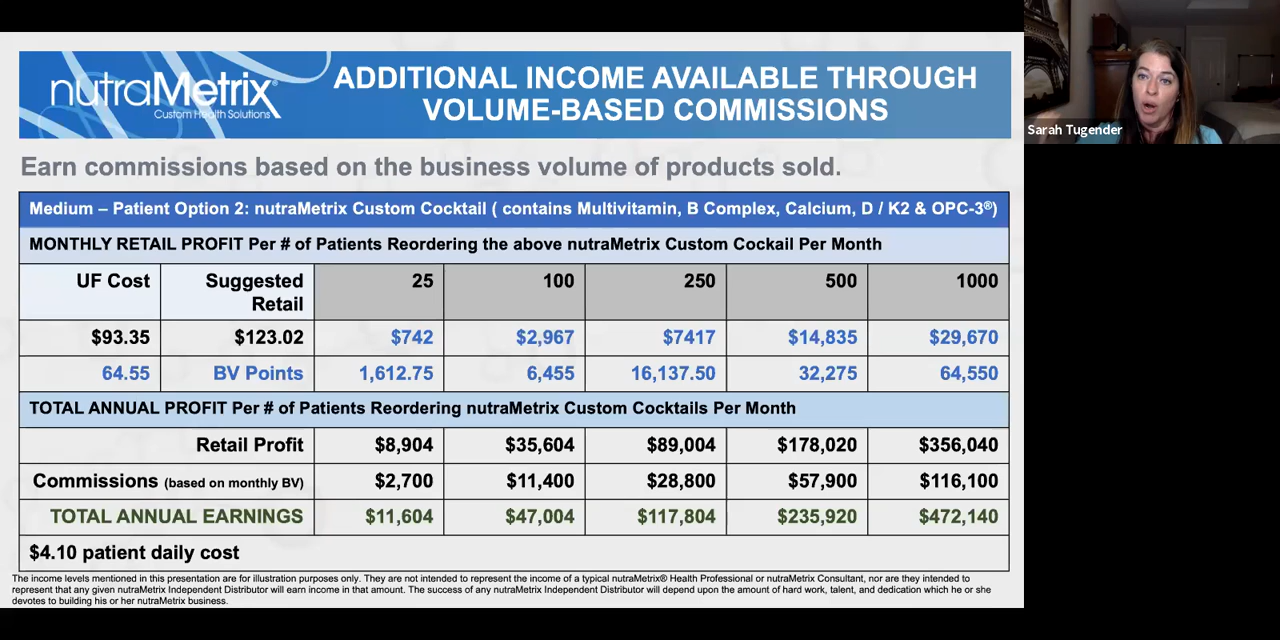 nutraMetrix®
Custom Health Solutions
ADDITIONAL INCOME AVAILABLE THROUGH
VOLUME-BASED COMMISSIONS
Sarah Tugender
Earn commissions based on the business volume of products sold.
Medium – Patient Option 2: nutraMetrix Custom Cocktail ( contains Multivitamin, B Complex, Calcium, D / K2 & OPC-3®)
MONTHLY RETAIL PROFIT Per # of Patients Reordering the above nutraMetrix Custom Cockail Per Month
UF Cost Suggested Retail 25 100 250 500 1000
$93.35 $123.02 $742 $2,967 $7417 $14,835 $29,670
64.55 BV Points 1,612.75 6,455 16,137.50 32,275 64,550
TOTAL ANNUAL PROFIT Per # of Patients Reordering nutraMetrix Custom Cocktails Per Month
Retail Profit $8,904 $35,604 $89,004 $178,020 $356,040
Commissions (based on monthly BV) $2,700 $11,400 $28,800 $57,900 $116,100
TOTAL ANNUAL EARNINGS $11,604 $47,004 $117,804 $235,920 $472,140
$4.10 patient daily cost
The income levels mentioned in this presentation are for illustration purposes only. They are not intended to represent the income of a typical nutraMetrix® Health Professional or nutraMetrix Consultant, nor are they intended to
represent that any given nutraMetrix Independent Distributor will earn income in that amount. The success of any nutraMetrix Independent Distributor will depend upon the amount of hard work, talent, and dedication which he or she
devotes to building his or her nutraMetrix business.